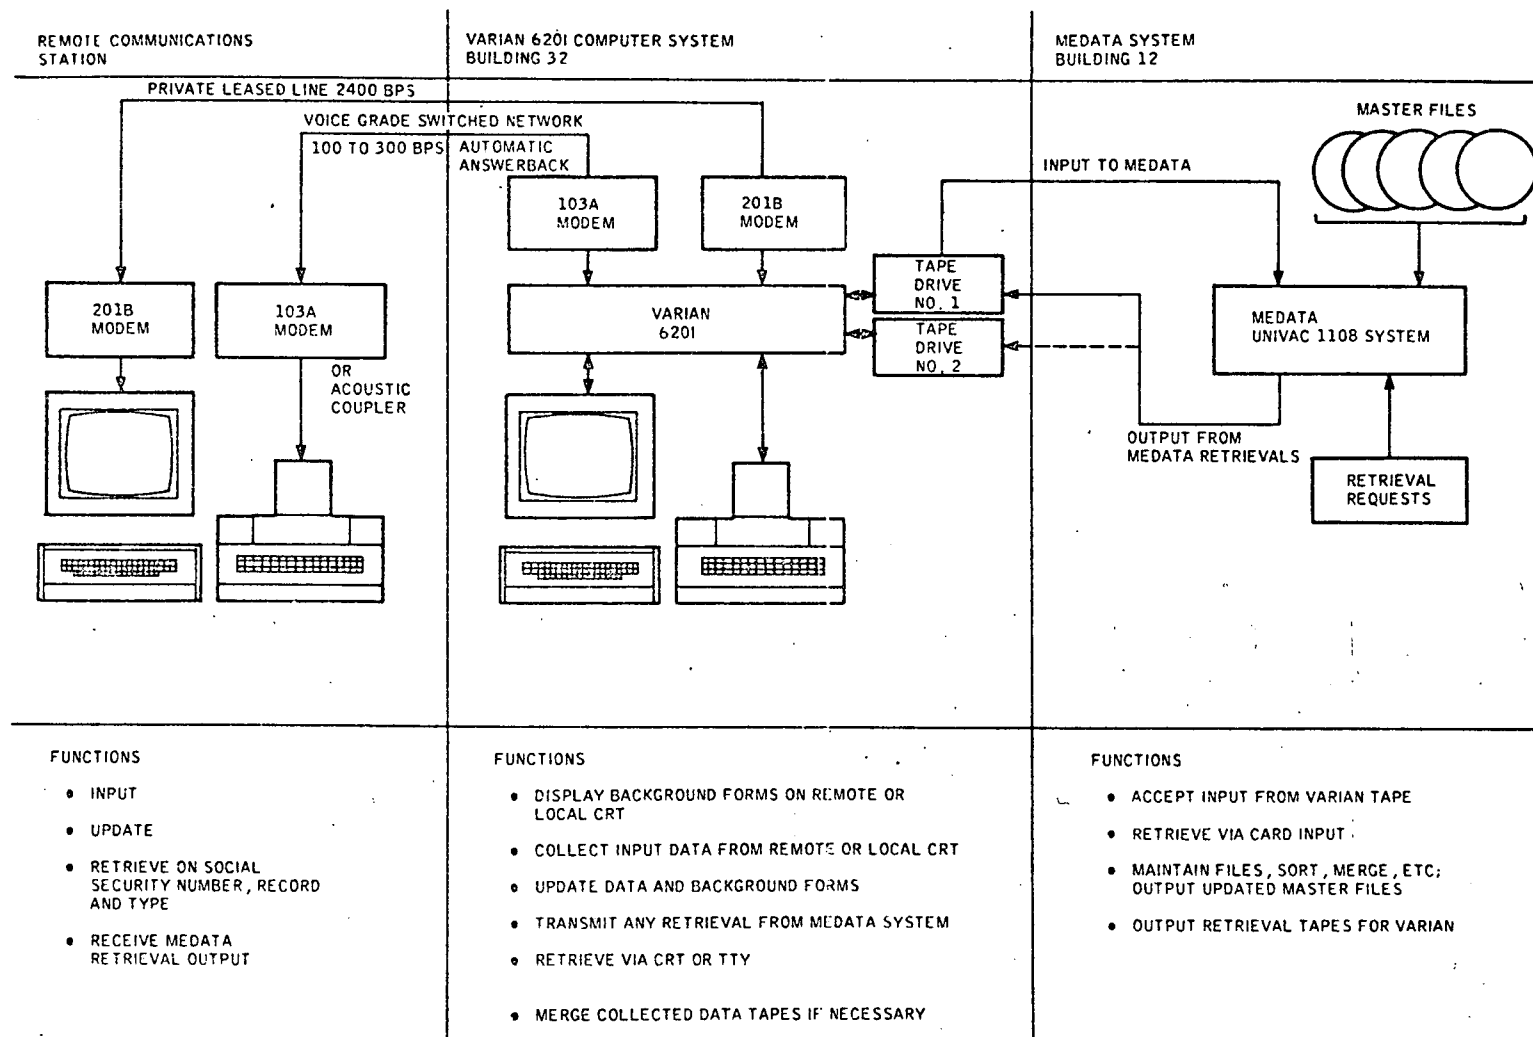 REMOTE COMMUNICATIONS
STATION
VARIAN 620I COMPUTER SYSTEM
BUILDING 32
MEDATA SYSTEM
BUILDING 12
PRIVATE LEASED LINE 2400 BPS
VOICE GRADE SWITCHED NETWORK
100 TO 300 BPS
AUTOMATIC
ANSWERBACK
103A
MODEM
201B
MODEM
INPUT TO MEDATA
MASTER FILES
201B
MODEM
103A
MODEM
OR
ACOUSTIC
COUPLER
VARIAN
620I
TAPE
DRIVE
NO. 1
TAPE
DRIVE
NO. 2
MEDATA
UNIVAC 1108 SYSTEM
OUTPUT FROM
MEDATA RETRIEVALS
RETRIEVAL
REQUESTS
FUNCTIONS
• INPUT
• UPDATE
• RETRIEVE ON SOCIAL
SECURITY NUMBER, RECORD
AND TYPE
• RECEIVE MEDATA
RETRIEVAL OUTPUT
FUNCTIONS
• DISPLAY BACKGROUND FORMS ON REMOTE OR
LOCAL CRT
• COLLECT INPUT DATA FROM REMOTE OR LOCAL CRT
• UPDATE DATA AND BACKGROUND FORMS
• TRANSMIT ANY RETRIEVAL FROM MEDATA SYSTEM
• RETRIEVE VIA CRT OR TTY
• MERGE COLLECTED DATA TAPES IF NECESSARY
FUNCTIONS
• ACCEPT INPUT FROM VARIAN TAPE
• RETRIEVE VIA CARD INPUT
• MAINTAIN FILES, SORT, MERGE, ETC;
OUTPUT UPDATED MASTER FILES
• OUTPUT RETRIEVAL TAPES FOR VARIAN